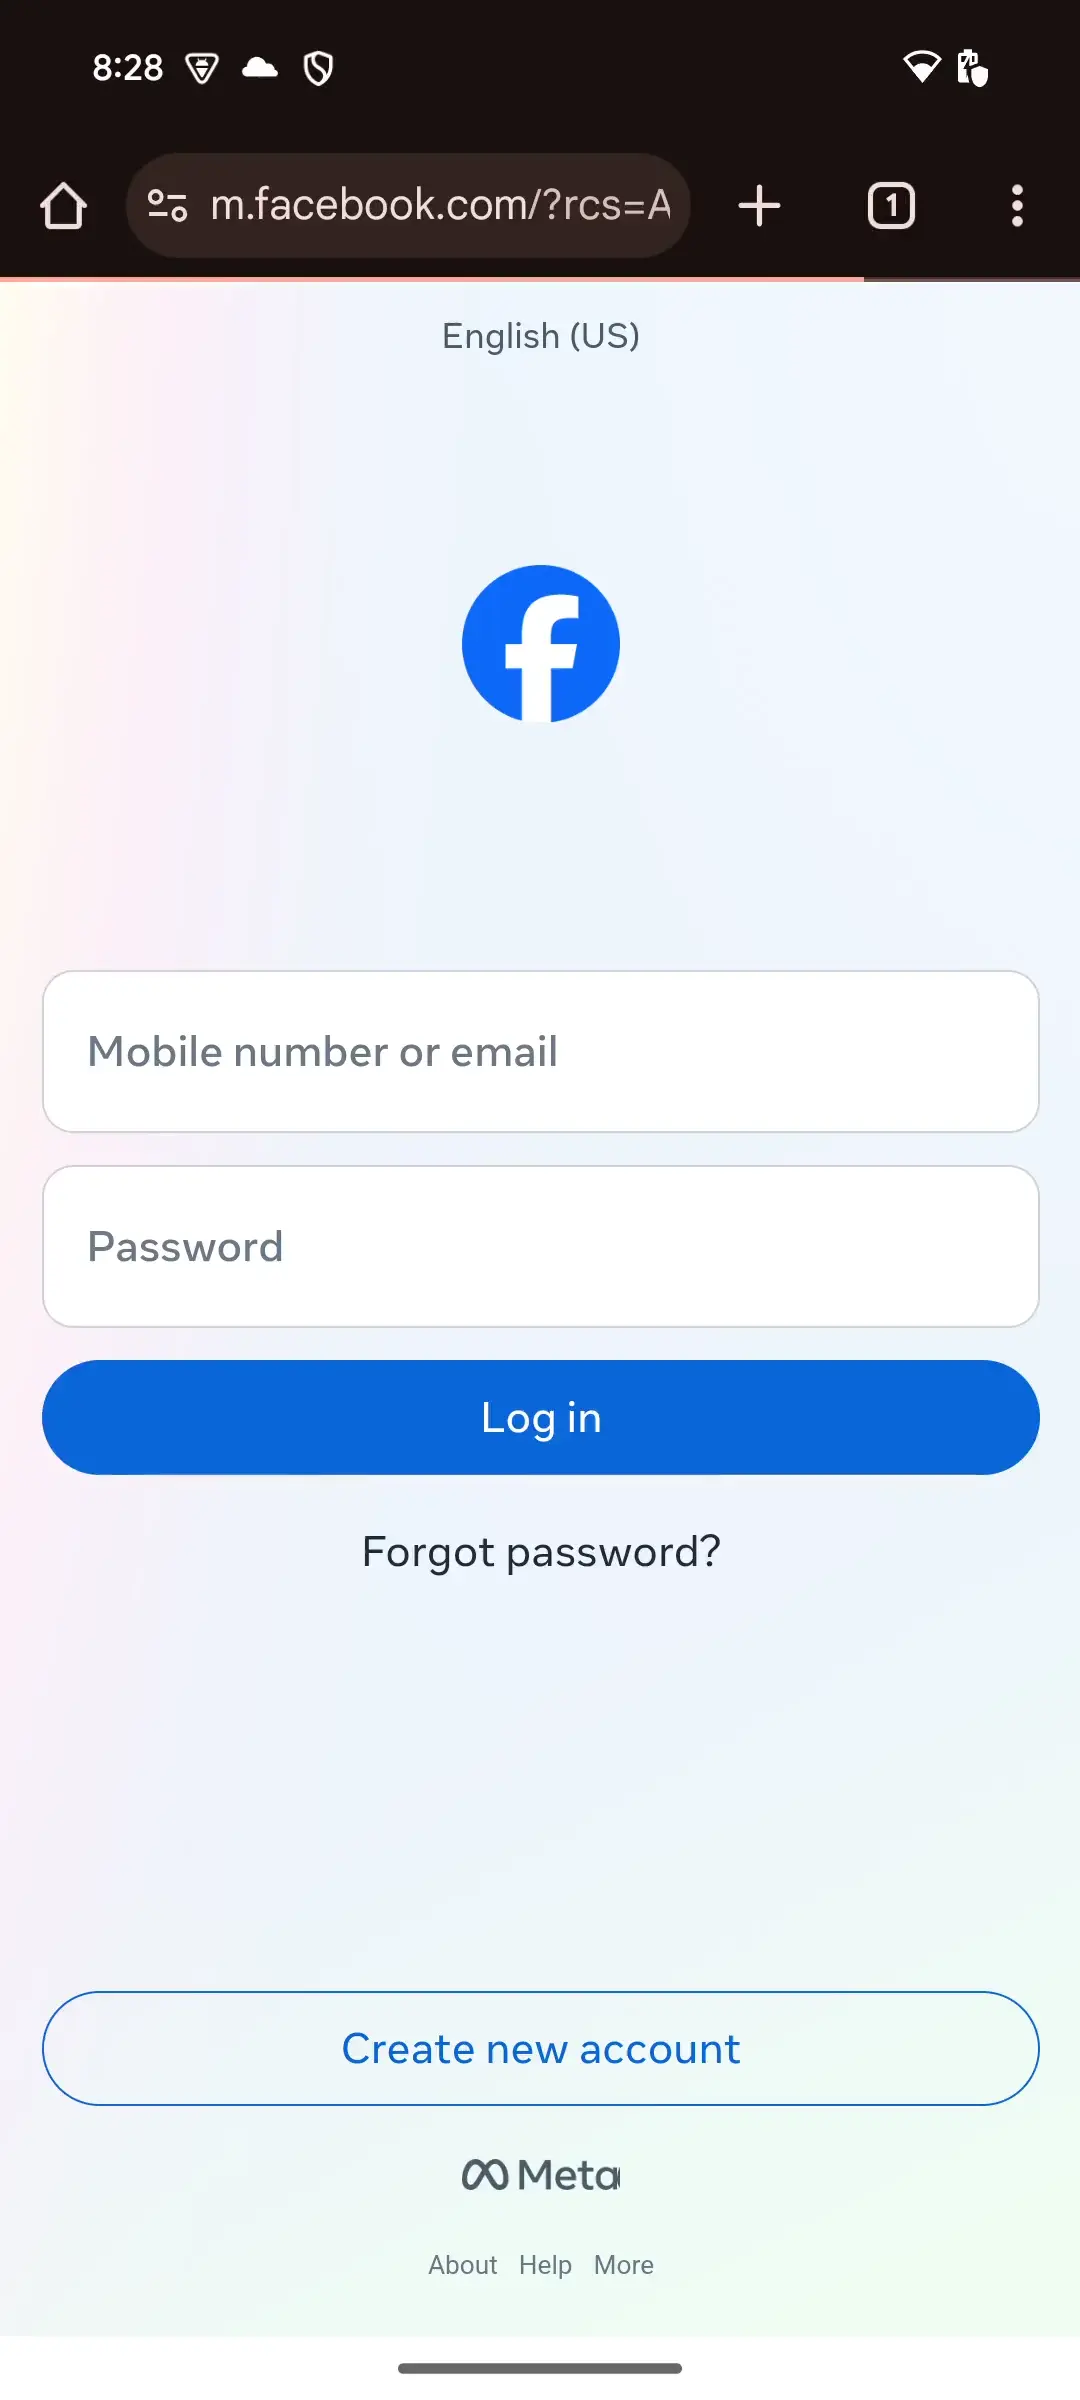 8:28
m.facebook.com/?rcs=A
1
English (US)
Mobile number or email
Password
Log in
Forgot password?
Create new account
Meta
About Help More